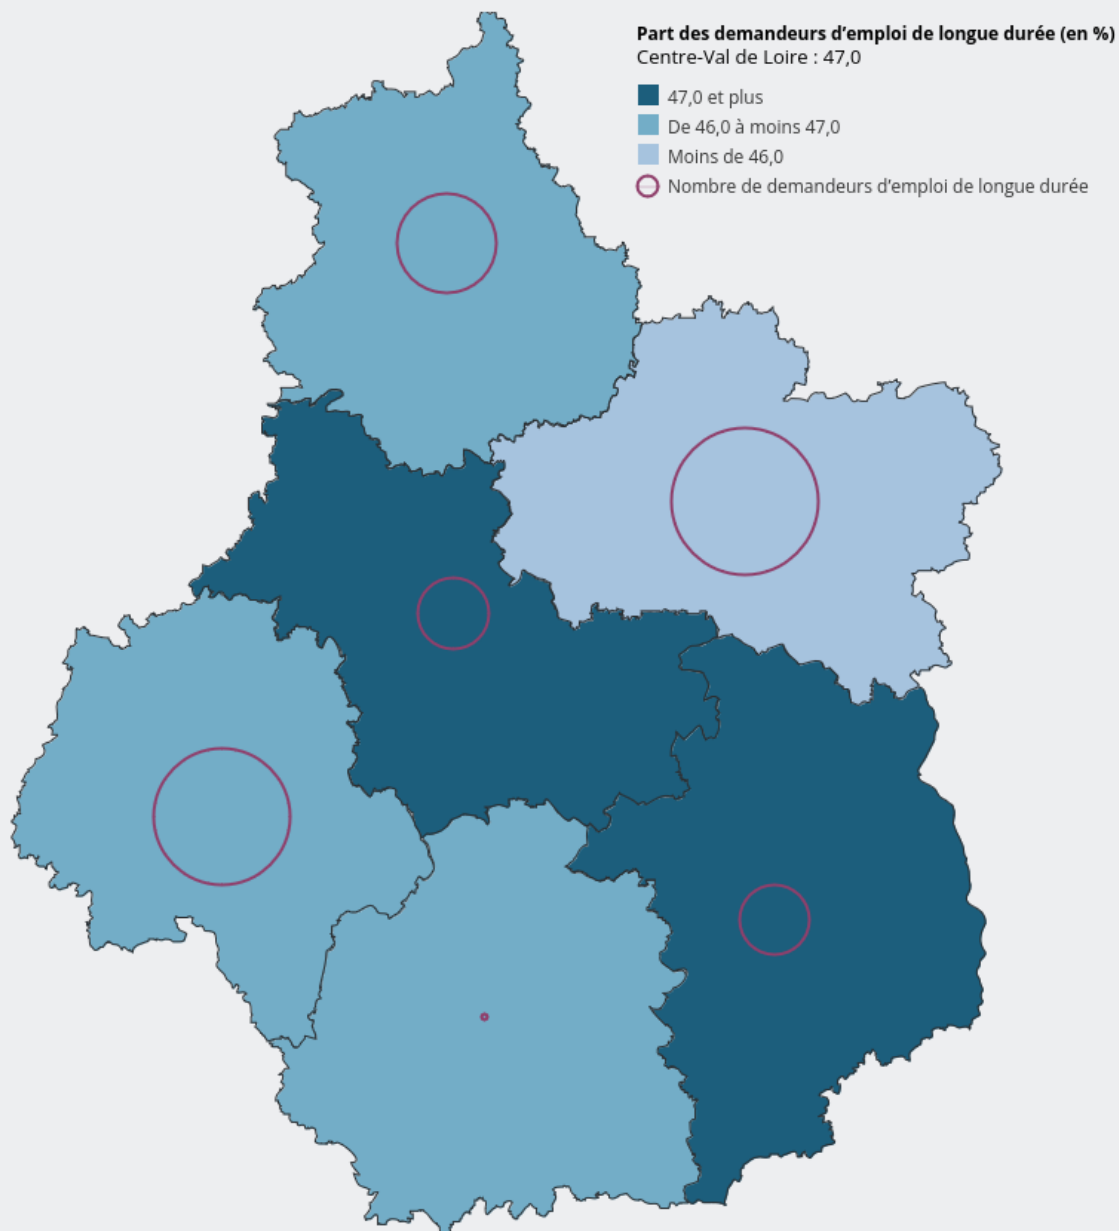 Part des demandeurs d'emploi de longue durée (en %)
Centre-Val de Loire : 47,0
47,0 et plus
De 46,0 à moins 47,0
Moins de 46,0
Nombre de demandeurs d'emploi de longue durée